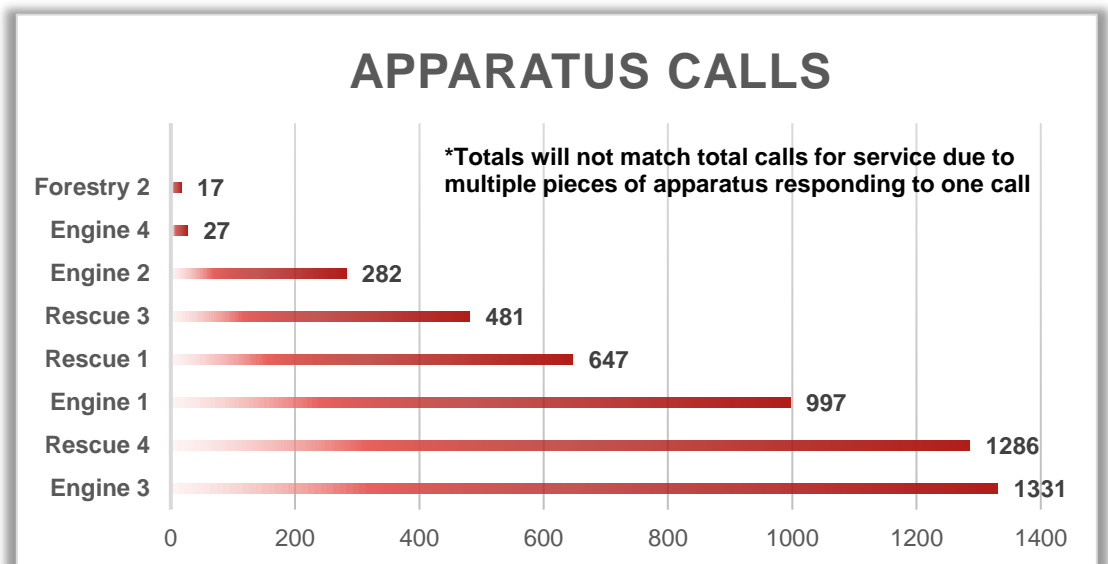 APPARATUS CALLS
*Totals will not match total calls for service due to
multiple pieces of apparatus responding to one call
Forestry 2 17
Engine 4 27
Engine 2 282
Rescue 3 481
Rescue 1 647
Engine 1 997
Rescue 4 1286
Engine 3 1331
0 200 400 600 800 1000 1200 1400